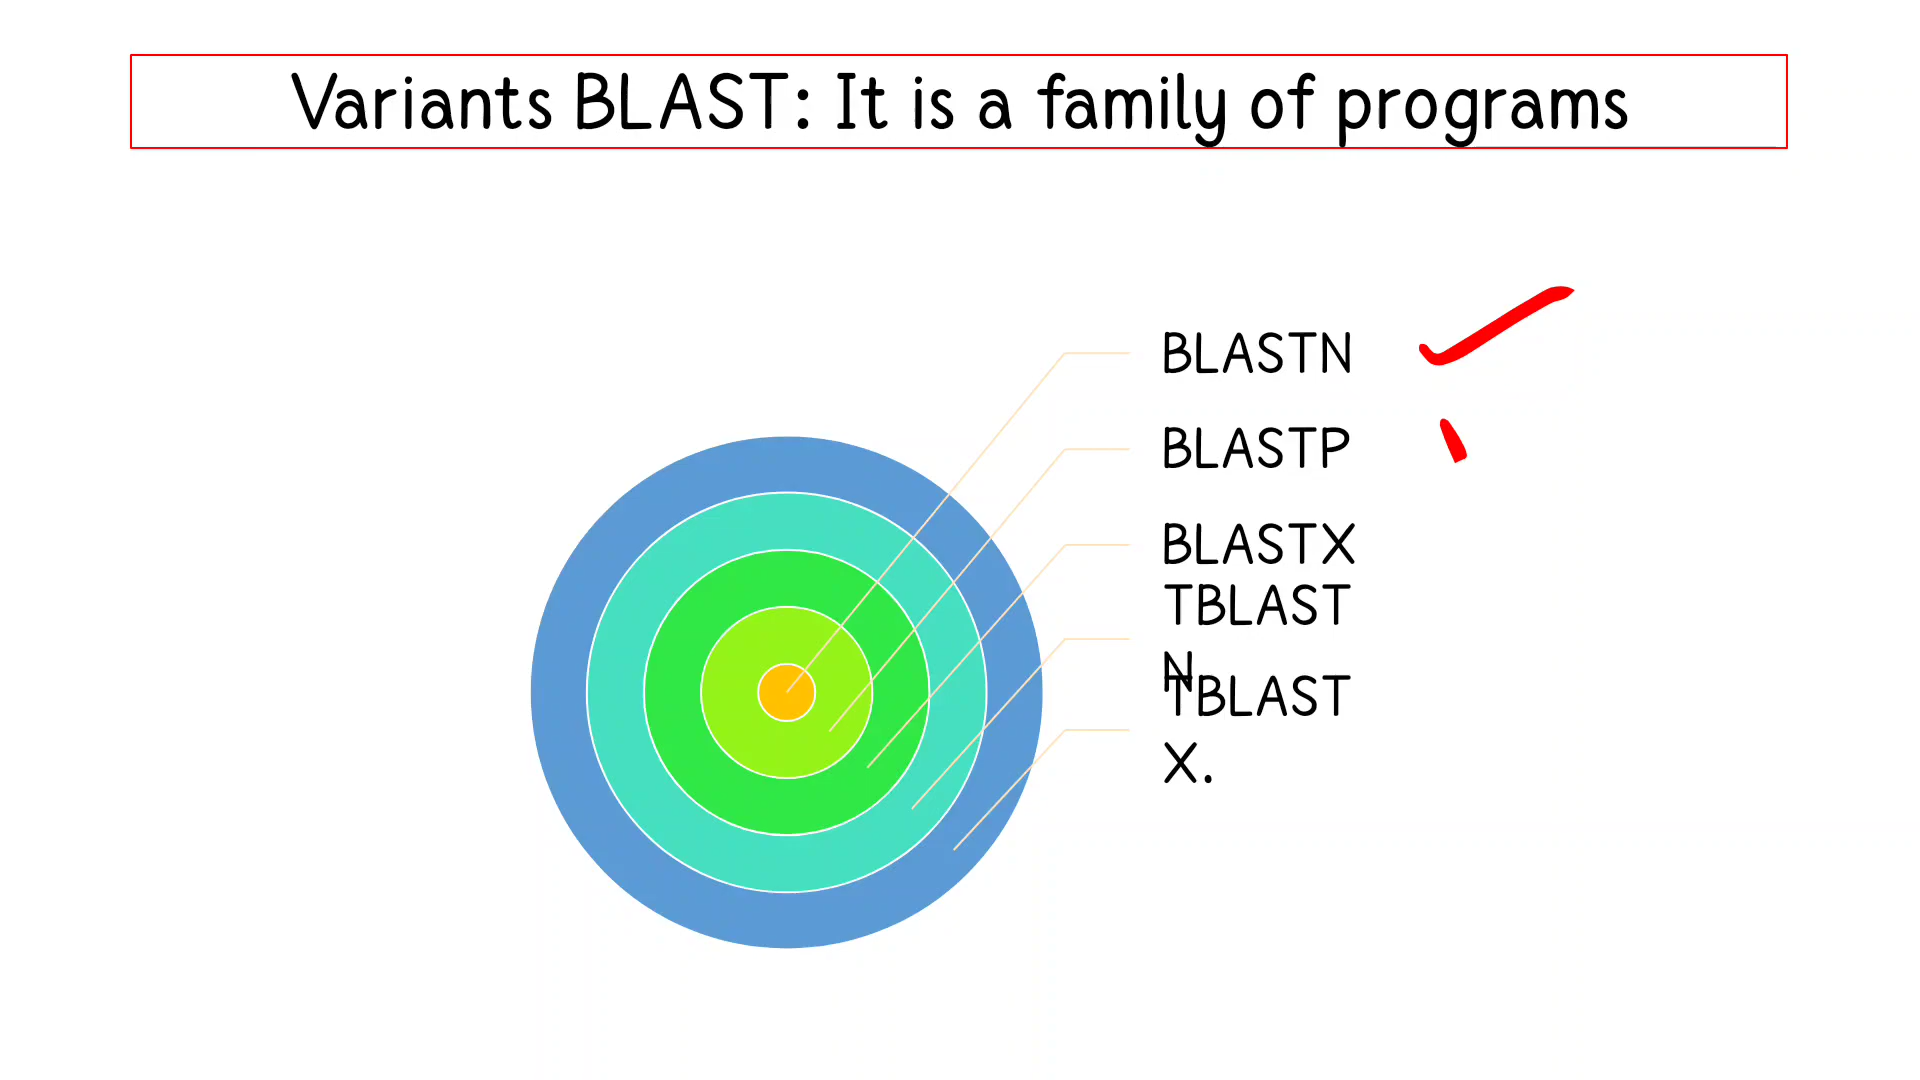 Variants BLAST: It is a family of programs
BLASTN
BLASTP
BLASTX
TBLAST
N
TBLAST
X.